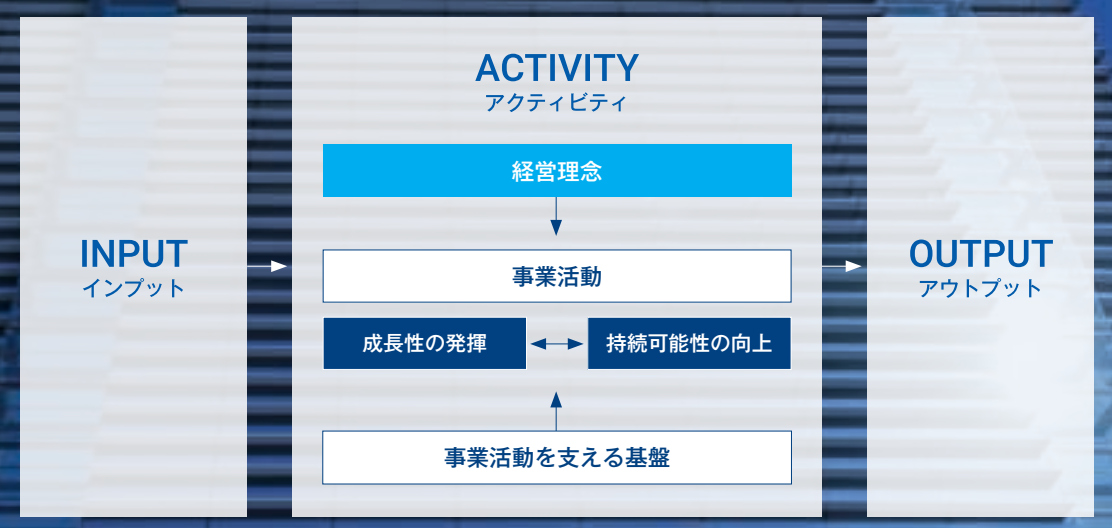 INPUT
インプット
ACTIVITY
アクティビティ
経営理念
事業活動
成長性の発揮
持続可能性の向上
事業活動を支える基盤
OUTPUT
アウトプット